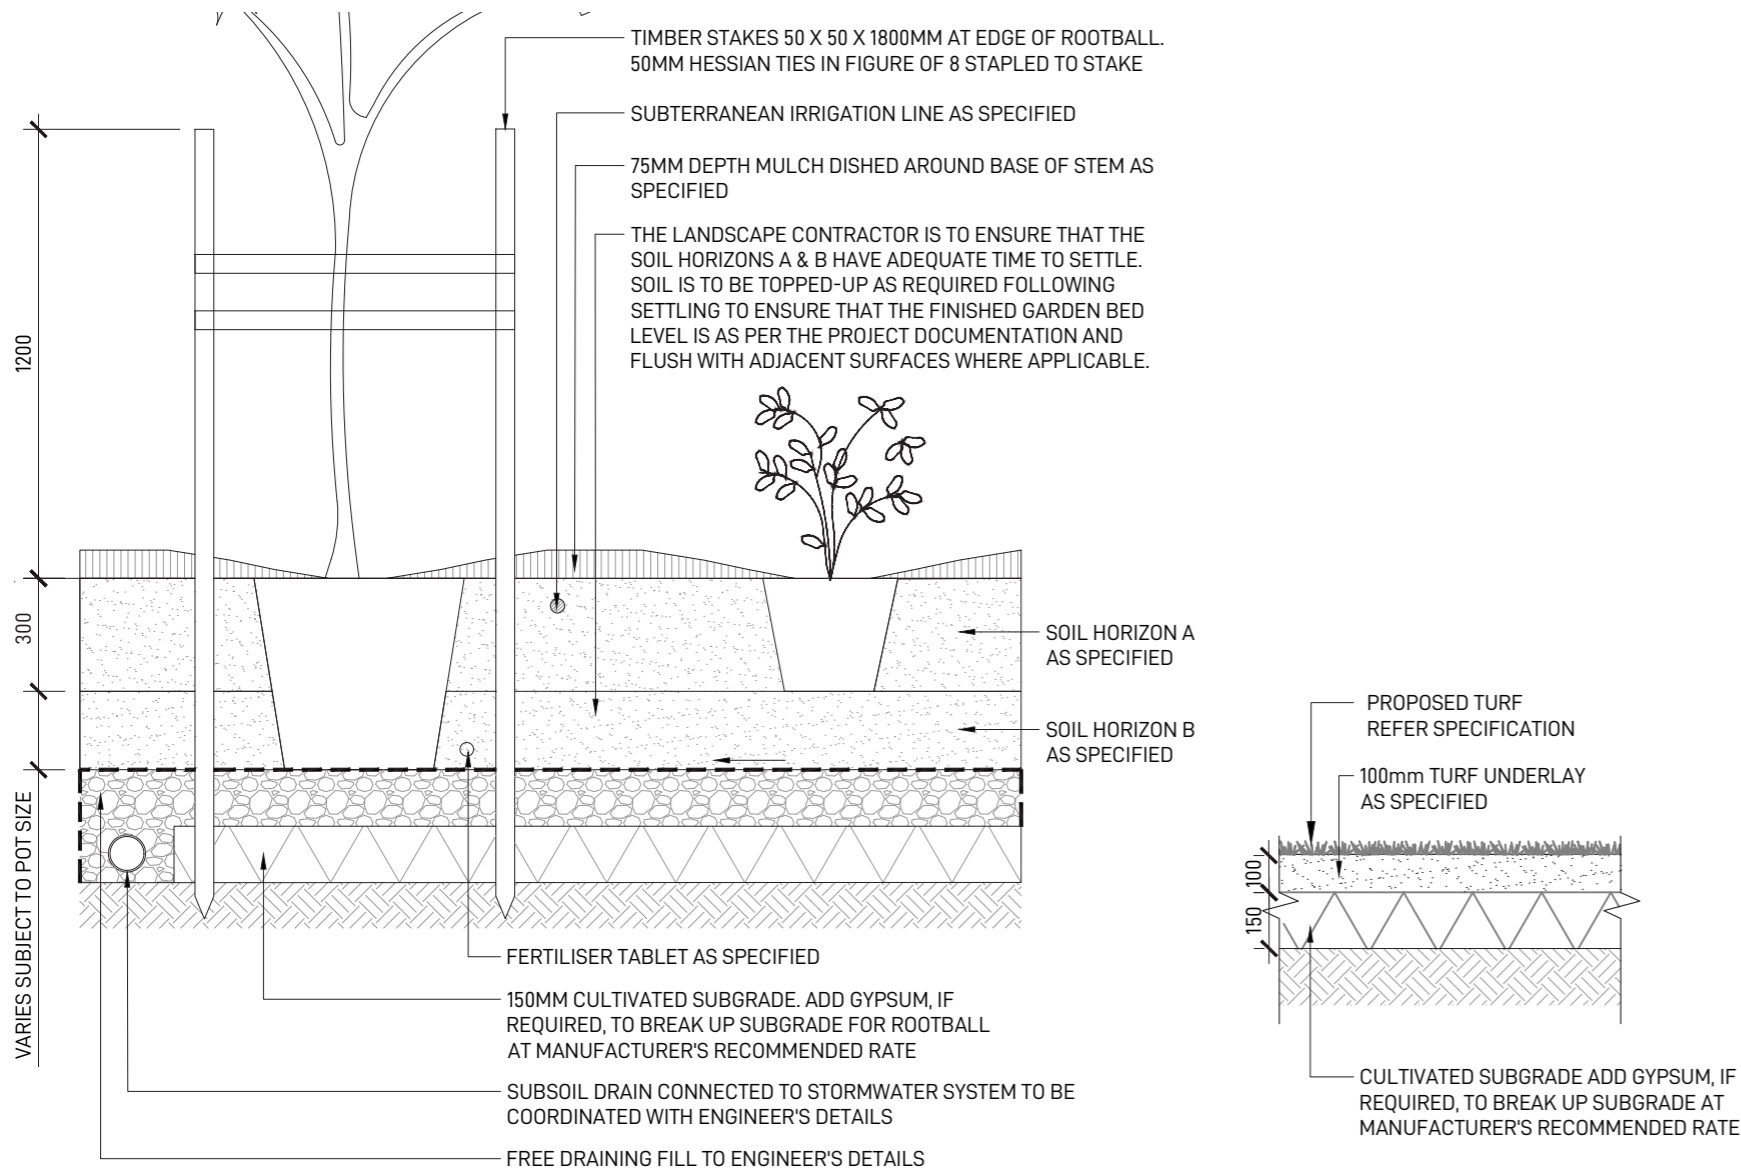 TIMBER STAKES 50 X 50 X 1800MM AT EDGE OF ROOTBALL.
50MM HESSIAN TIES IN FIGURE OF 8 STAPLED TO STAKE
SUBTERRANEAN IRRIGATION LINE AS SPECIFIED
75MM DEPTH MULCH DISHED AROUND BASE OF STEM AS
SPECIFIED
THE LANDSCAPE CONTRACTOR IS TO ENSURE THAT THE
SOIL HORIZONS A & B HAVE ADEQUATE TIME TO SETTLE.
SOIL IS TO BE TOPPED-UP AS REQUIRED FOLLOWING
SETTLING TO ENSURE THAT THE FINISHED GARDEN BED
LEVEL IS AS PER THE PROJECT DOCUMENTATION AND
FLUSH WITH ADJACENT SURFACES WHERE APPLICABLE.
1200
300
VARIES SUBJECT TO POT SIZE
SOIL HORIZON A
AS SPECIFIED
SOIL HORIZON B
AS SPECIFIED
FERTILISER TABLET AS SPECIFIED
150MM CULTIVATED SUBGRADE. ADD GYPSUM, IF
REQUIRED, TO BREAK UP SUBGRADE FOR ROOTBALL
AT MANUFACTURER'S RECOMMENDED RATE
SUBSOIL DRAIN CONNECTED TO STORMWATER SYSTEM TO BE
COORDINATED WITH ENGINEER'S DETAILS
FREE DRAINING FILL TO ENGINEER'S DETAILS
PROPOSED TURF
REFER SPECIFICATION
100mm TURF UNDERLAY
AS SPECIFIED
100
150
CULTIVATED SUBGRADE ADD GYPSUM, IF
REQUIRED, TO BREAK UP SUBGRADE AT
MANUFACTURER'S RECOMMENDED RATE